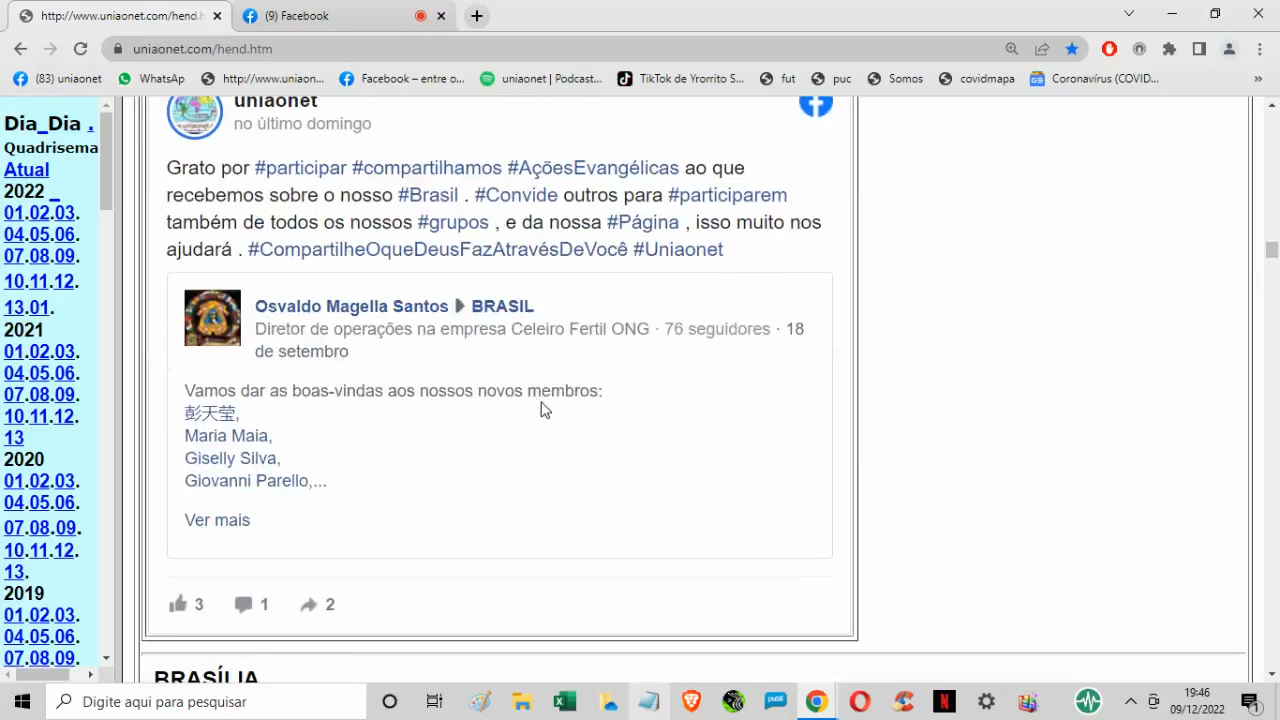 http://www.uniaonet.com/hend.h
(9) Facebook
uniaonet.com/hend.htm
(83) uniaonet
WhatsApp
http://www.uniaon...
Facebook – entre o...
uniaonet | Podcast...
TikTok de Yrorrito S...
fut
puc
Somos
covidmapa
Coronavírus (COVID...
»
Dia_Dia .
Quadrisema
Atual
2022 _
01.02.03.
04.05.06.
07.08.09.
10.11.12.
13.01.
2021
01.02.03.
04.05.06.
07.08.09.
10.11.12.
13
2020
01.02.03.
04.05.06.
07.08.09.
10.11.12.
13.
2019
01.02.03.
04.05.06.
07.08.09.
uniaonet
no último domingo
Grato por #participar #compartilhamos #AçõesEvangélicas ao que
recebemos sobre o nosso #Brasil . #Convide outros para #participarem
também de todos os nossos #grupos , e da nossa #Página , isso muito nos
ajudará . #CompartilheOqueDeusFazAtravésDeVocê #Uniaonet
Osvaldo Magella Santos BRASIL
Diretor de operações na empresa Celeiro Fertil ONG · 76 seguidores · 18
de setembro
Vamos dar as boas-vindas aos nossos novos membros:
彭天莹,
Maria Maia,
Giselly Silva,
Giovanni Parello,...
Ver mais
3
1
2
BRASÍLIA
Digite aqui para pesquisar
19:46
09/12/2022